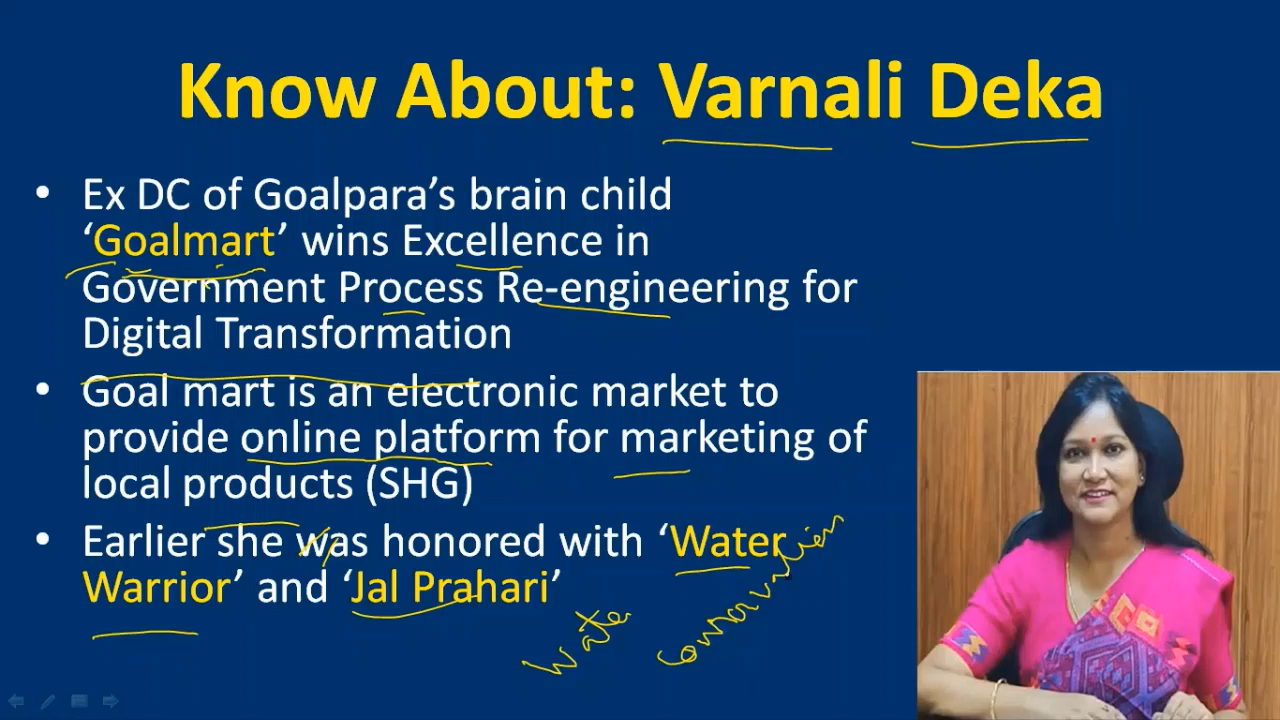 Know About: Varnali Deka
• Ex DC of Goalpara’s brain child
‘Goalmart’ wins Excellence in
Government Process Re-engineering for
Digital Transformation
• Goal mart is an electronic market to
provide online platform for marketing of
local products (SHG)
• Earlier she was honored with ‘Water
Warrior’ and ‘Jal Prahari’
Water
Conservation